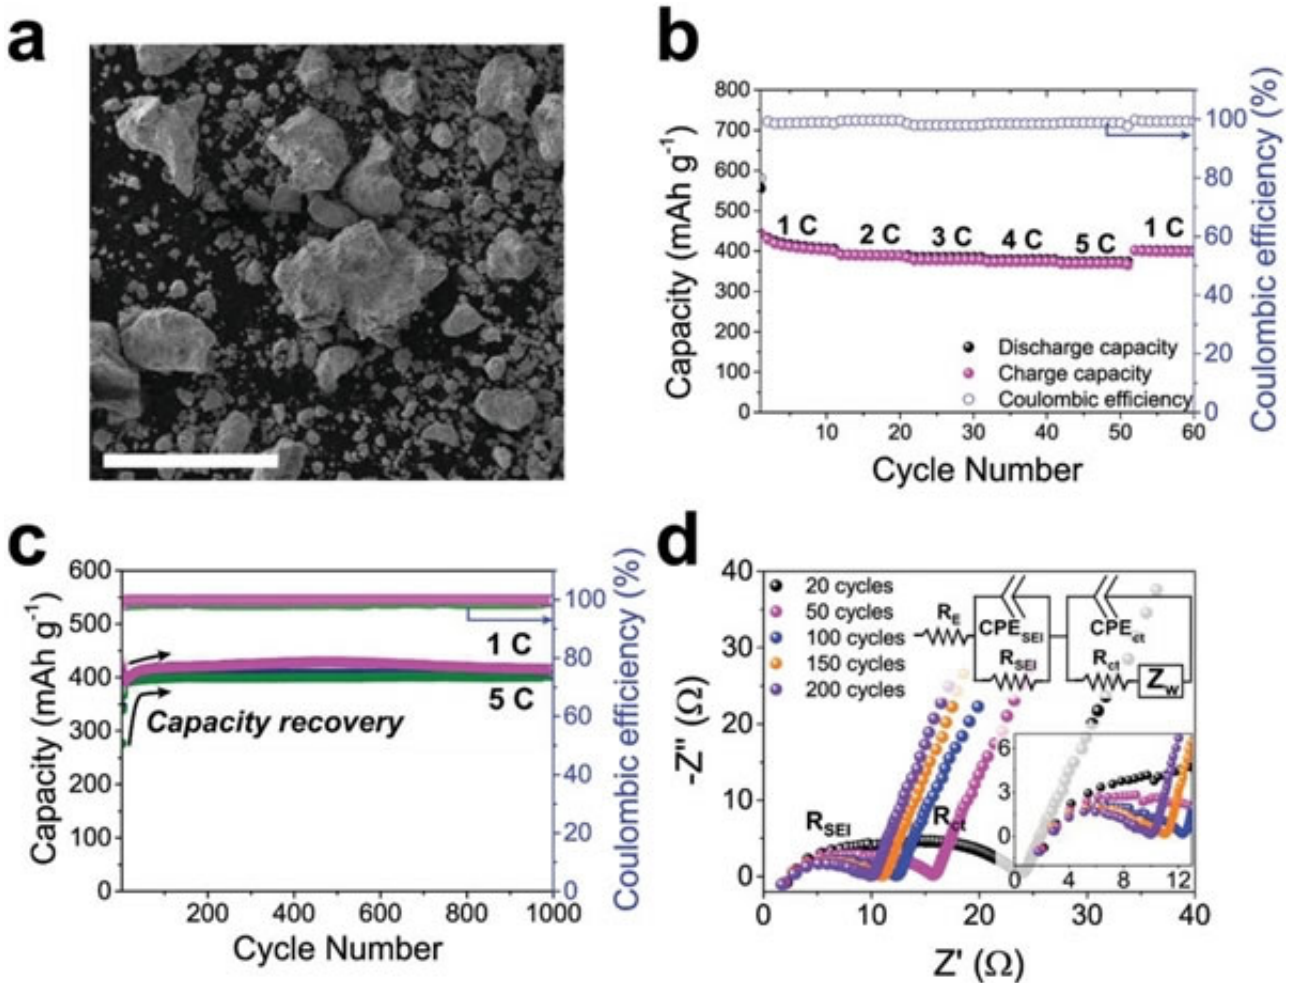 a
b
800
700
600
500
400
300
200
100
0
Capacity (mAh g⁻¹)
1 C
2 C
3 C
4 C
5 C
1 C
Discharge capacity
Charge capacity
Coulombic efficiency
100
80
60
40
20
0
Coulombic efficiency (%)
10
20
30
40
50
60
Cycle Number
c
600
500
400
300
200
100
0
Capacity (mAh g⁻¹)
1 C
5 C
Capacity recovery
100
80
60
40
20
0
Coulombic efficiency (%)
200
400
600
800
1000
Cycle Number
d
40
30
20
10
0
-Z'' (Ω)
20 cycles
50 cycles
100 cycles
150 cycles
200 cycles
R_E
CPE_SEI
R_SEI
CPE_ct
R_ct
Z_w
R_SEI
R_ct
6
3
0
0
4
8
12
0
10
20
30
40
Z' (Ω)